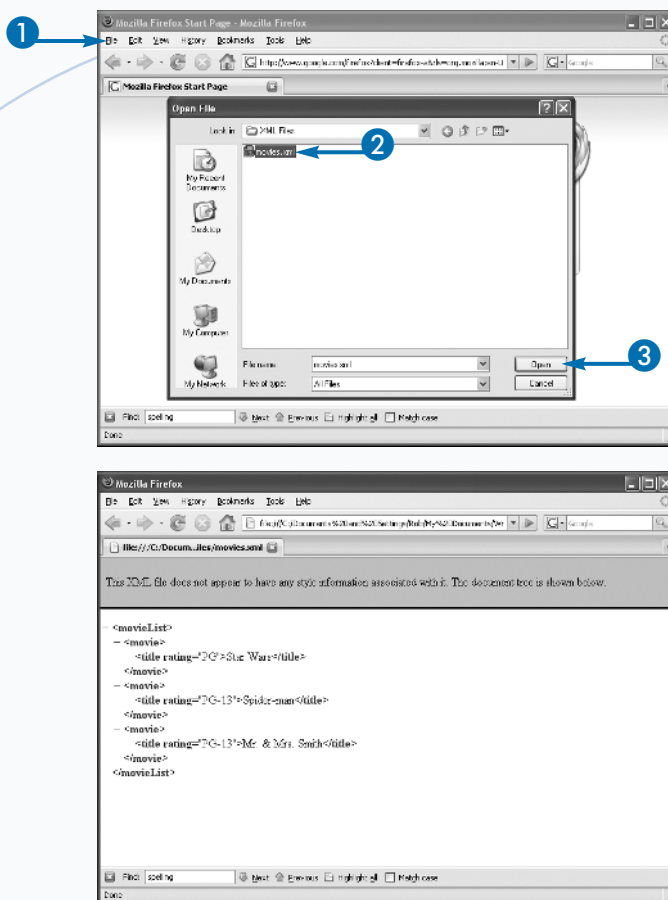 1
Mozilla Firefox Start Page - Mozilla Firefox
File Edit View History Bookmarks Tools Help
G Google
Mozilla Firefox Start Page
Open File
Look in: XML Files
2
movies.xml
My Recent
Documents
Desktop
My Documents
My Computer
3
File name: movies.xml Open
My Network Files of type: All Files Cancel
Find: spelling Next Previous Highlight all Match case
Done
Mozilla Firefox
File Edit View History Bookmarks Tools Help
G Google
file:///C:/Docum...iles/movies.xml
This XML file does not appear to have any style information associated with it. The document tree is shown below.
– <movieList>
– <movie>
<title rating="PG">Star Wars</title>
</movie>
– <movie>
<title rating="PG-13">Spider-man</title>
</movie>
– <movie>
<title rating="PG-13">Mr. & Mrs. Smith</title>
</movie>
</movieList>
Find: spelling Next Previous Highlight all Match case
Done